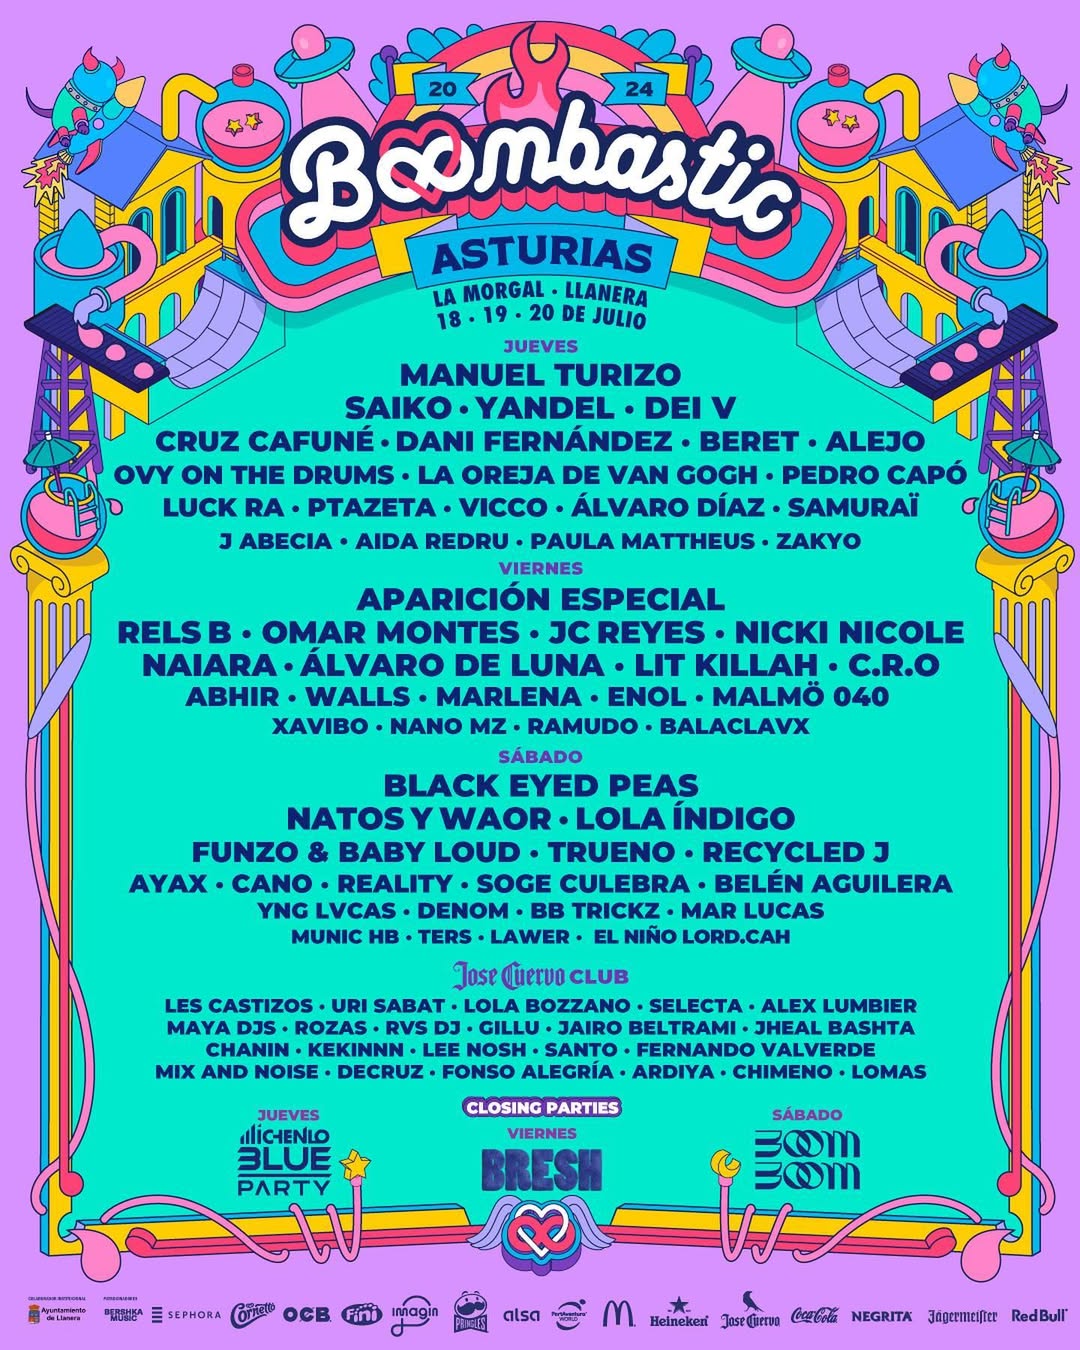 20 24
Boombastic
ASTURIAS
LA MORGAL · LLANERA
18 · 19 · 20 DE JULIO
JUEVES
MANUEL TURIZO
SAIKO · YANDEL · DEI V
CRUZ CAFUNÉ · DANI FERNÁNDEZ · BERET · ALEJO
OVY ON THE DRUMS · LA OREJA DE VAN GOGH · PEDRO CAPÓ
LUCK RA · PTAZETA · VICCO · ÁLVARO DÍAZ · SAMURAÏ
J ABECIA · AIDA REDRU · PAULA MATTHEUS · ZAKYO
VIERNES
APARICIÓN ESPECIAL
RELS B · OMAR MONTES · JC REYES · NICKI NICOLE
NAIARA · ÁLVARO DE LUNA · LIT KILLAH · C.R.O
ABHIR · WALLS · MARLENA · ENOL · MALMÖ 040
XAVIBO · NANO MZ · RAMUDO · BALACLAVX
SÁBADO
BLACK EYED PEAS
NATOS Y WAOR · LOLA ÍNDIGO
FUNZO & BABY LOUD · TRUENO · RECYCLED J
AYAX · CANO · REALITY · SOGE CULEBRA · BELÉN AGUILERA
YNG LVCAS · DENOM · BB TRICKZ · MAR LUCAS
MUNIC HB · TERS · LAWER · EL NIÑO LORD.CAH
Jose Cuervo CLUB
LES CASTIZOS · URI SABAT · LOLA BOZZANO · SELECTA · ALEX LUMBIER
MAYA DJS · ROZAS · RVS DJ · GILLU · JAIRO BELTRAMI · JHEAL BASHTA
CHANIN · KEKINNN · LEE NOSH · SANTO · FERNANDO VALVERDE
MIX AND NOISE · DECRUZ · FONSO ALEGRÍA · ARDIYA · CHIMENO · LOMAS
CLOSING PARTIES
JUEVES
MICHENLO
BLUE
PARTY
VIERNES
BRESH
SÁBADO
BOOM
BOOM
COLABORADOR INSTITUCIONAL PATROCINADORES
Ayuntamiento de Llanera BERSHKA MUSIC SEPHORA Cornetto OCB Fini imagin PRINGLES alsa PortAventura WORLD M Heineken Jose Cuervo Coca-Cola NEGRITA Jägermeister Red Bull